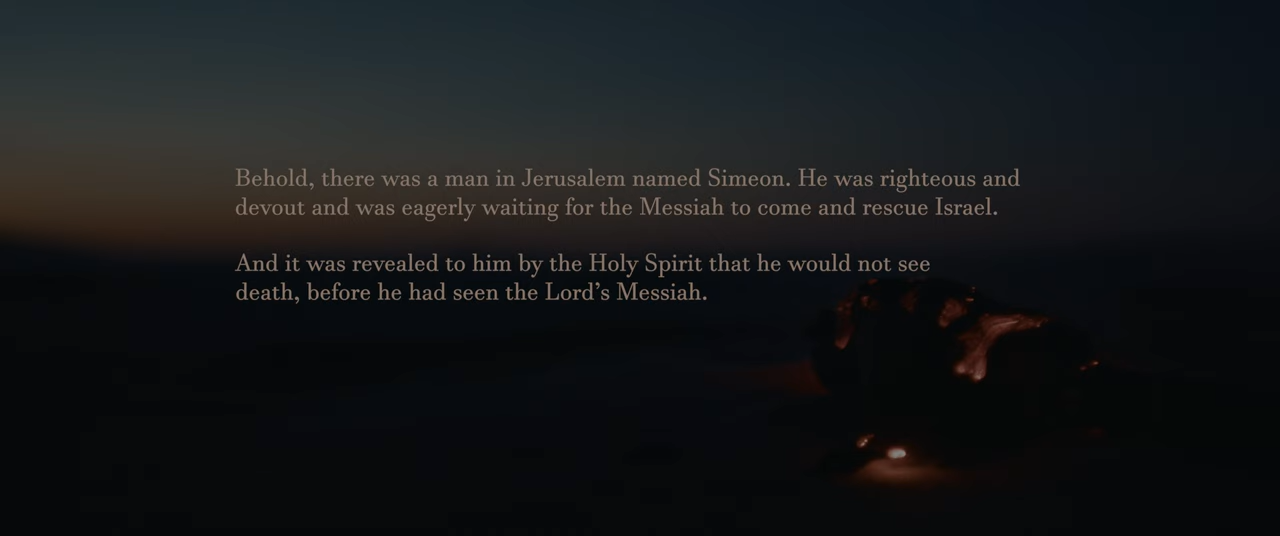 Behold, there was a man in Jerusalem named Simeon. He was righteous and
devout and was eagerly waiting for the Messiah to come and rescue Israel.
And it was revealed to him by the Holy Spirit that he would not see
death, before he had seen the Lord’s Messiah.